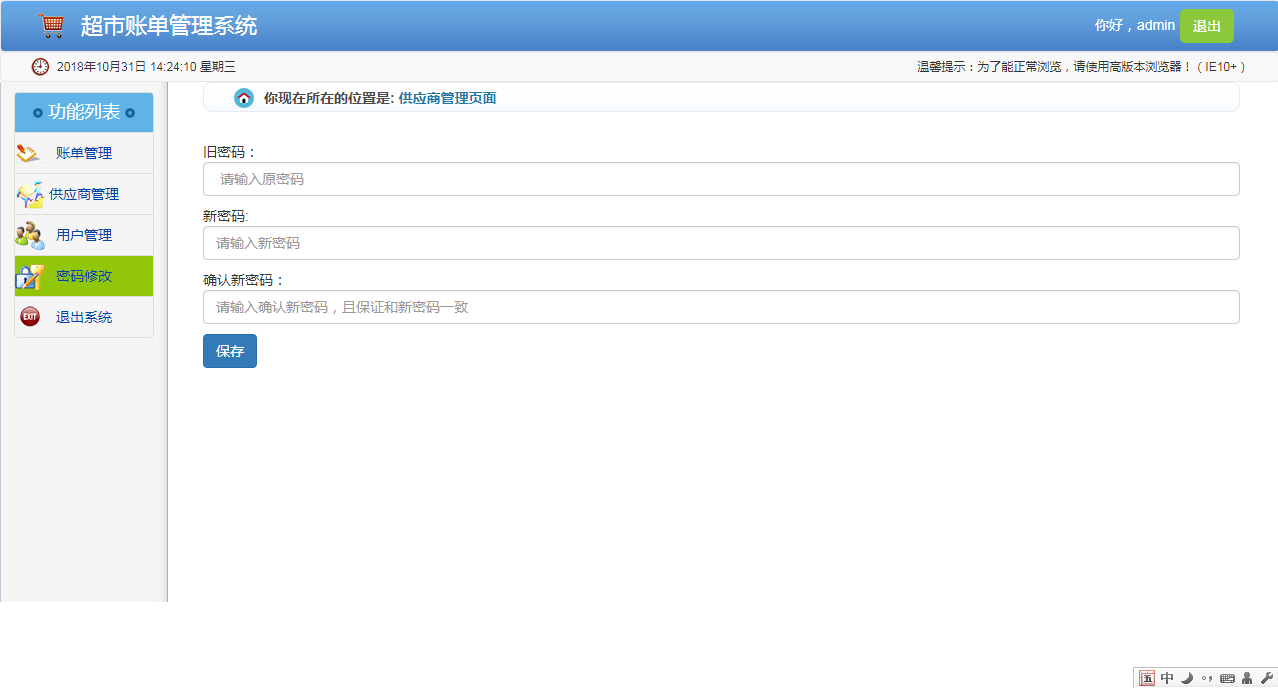 超市账单管理系统
你好，admin 退出
2018年10月31日 14:24:10 星期三
温馨提示：为了能正常浏览，请使用高版本浏览器！（IE10+）
功能列表
账单管理
供应商管理
用户管理
密码修改
EXIT 退出系统
你现在所在的位置是: 供应商管理页面
旧密码：
请输入原密码
新密码:
请输入新密码
确认新密码：
请输入确认新密码，且保证和新密码一致
保存
五 中